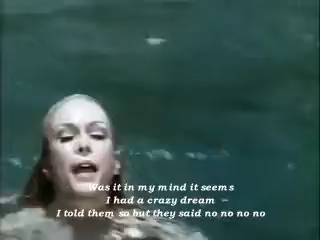 Was it in my mind it seems
I had a crazy dream
I told them so but they said no no no no